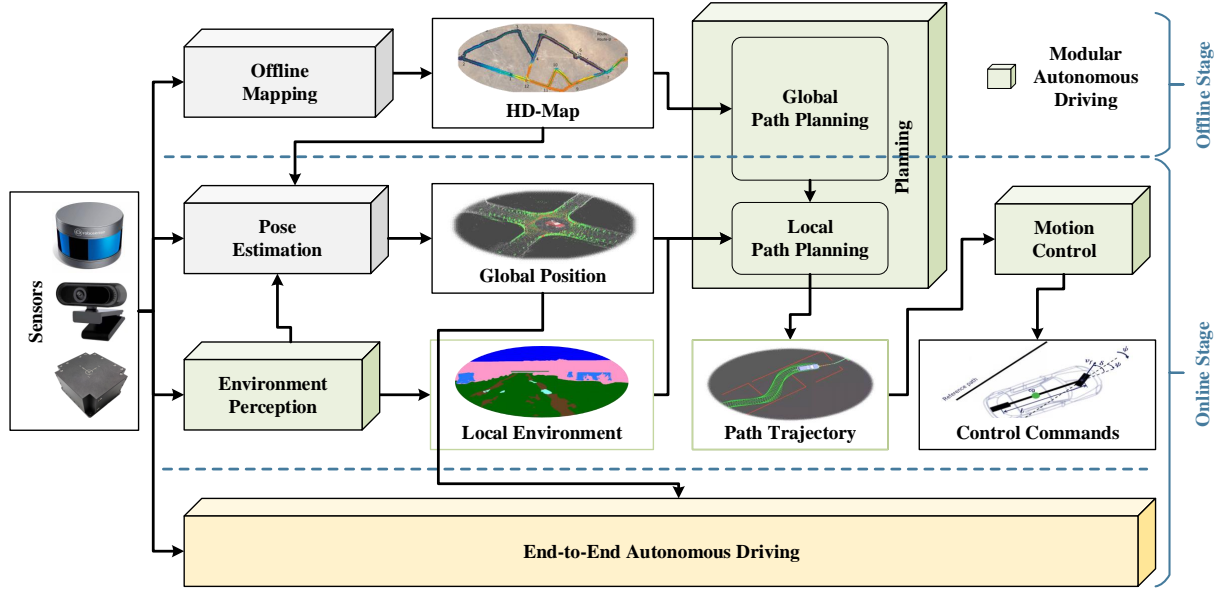 Offline
Mapping
HD-Map
Global
Path Planning
Planning
Modular
Autonomous
Driving
Offline Stage
Sensors
Pose
Estimation
Global Position
Local
Path Planning
Motion
Control
Environment
Perception
Local Environment
Path Trajectory
Reference path
Control Commands
Online Stage
End-to-End Autonomous Driving